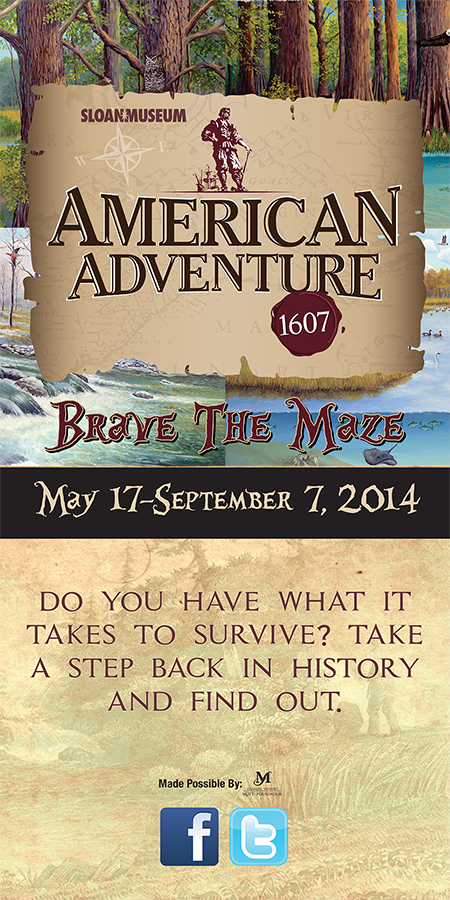 SLOAN MUSEUM
AMERICAN
ADVENTURE
1607
BRAVE THE MAZE
MAY 17–SEPTEMBER 7, 2014
DO YOU HAVE WHAT IT
TAKES TO SURVIVE? TAKE
A STEP BACK IN HISTORY
AND FIND OUT.
Made Possible By: